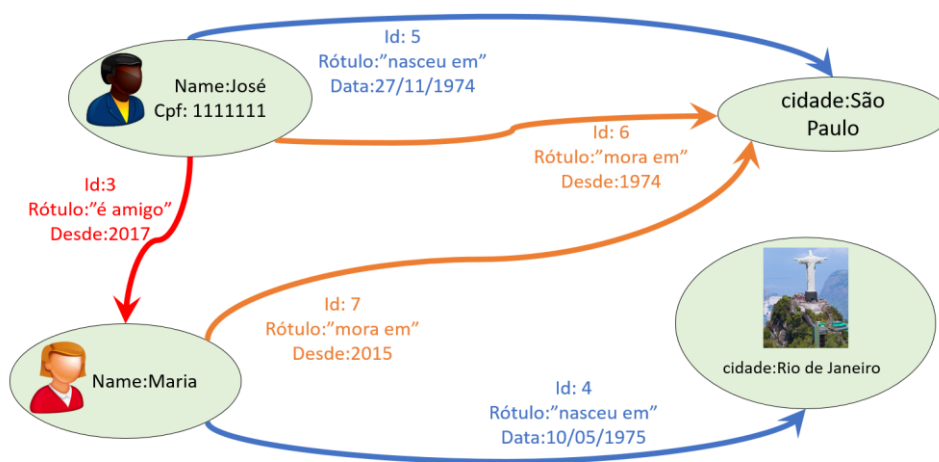 Id: 5
Rótulo:”nasceu em”
Data:27/11/1974
Name:José
Cpf: 1111111
cidade:São
Paulo
Id: 6
Rótulo:”mora em”
Desde:1974
Id:3
Rótulo:”é amigo”
Desde:2017
Id: 7
Rótulo:”mora em”
Desde:2015
Name:Maria
cidade:Rio de Janeiro
Id: 4
Rótulo:”nasceu em”
Data:10/05/1975